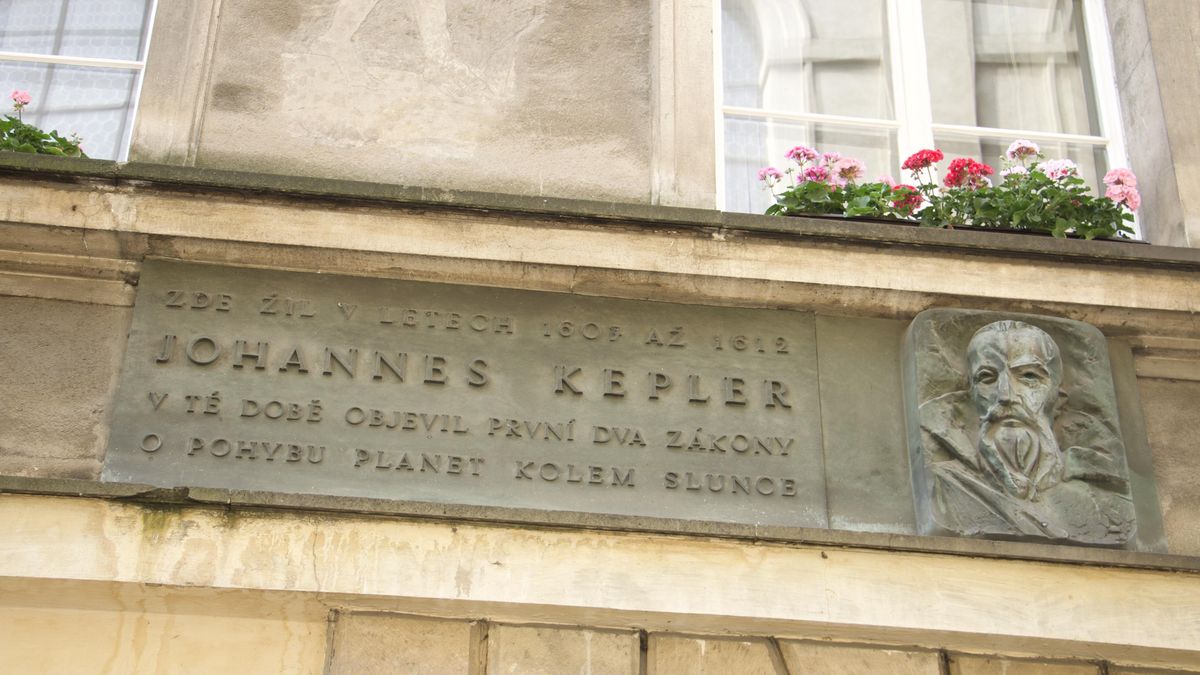 ZDE ŽIL V LETECH 1607 AŽ 1612
JOHANNES KEPLER
V TÉ DOBĚ OBJEVIL PRVNÍ DVA ZÁKONY
O POHYBU PLANET KOLEM SLUNCE